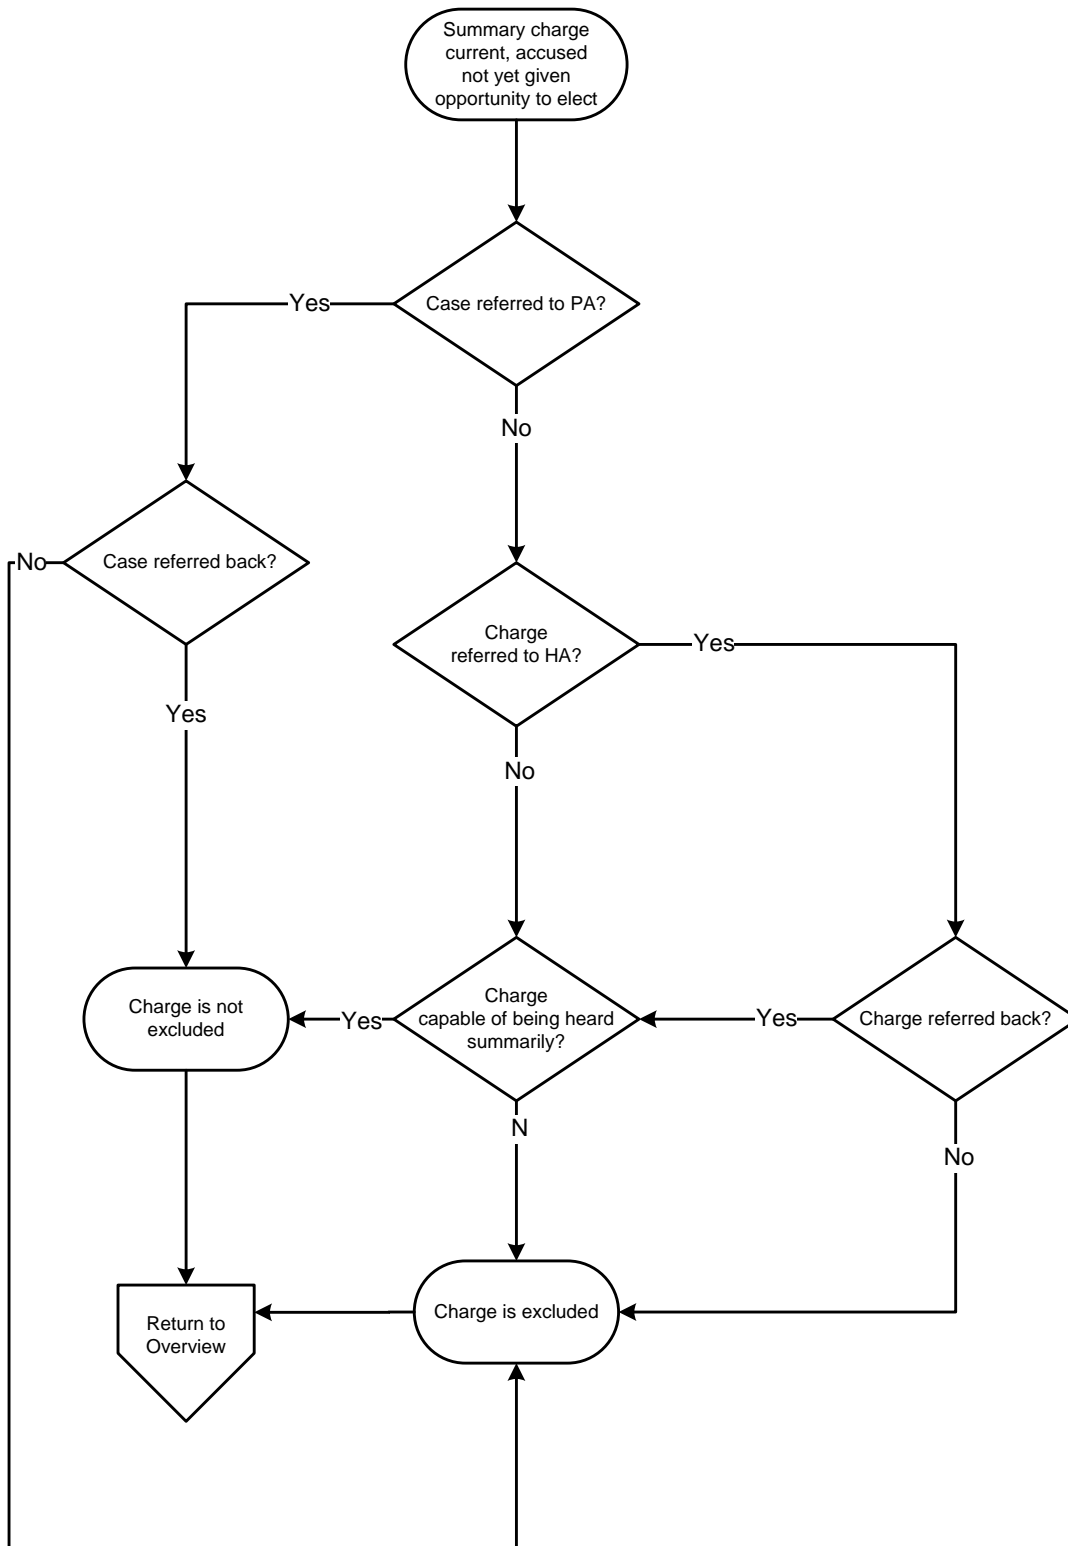 Summary charge
current, accused
not yet given
opportunity to elect
Yes
Case referred to PA?
No
No
Case referred back?
Charge
referred to HA?
Yes
Yes
No
Charge is not
excluded
Yes
Charge
capable of being heard
summarily?
Yes
Charge referred back?
N
No
Return to
Overview
Charge is excluded